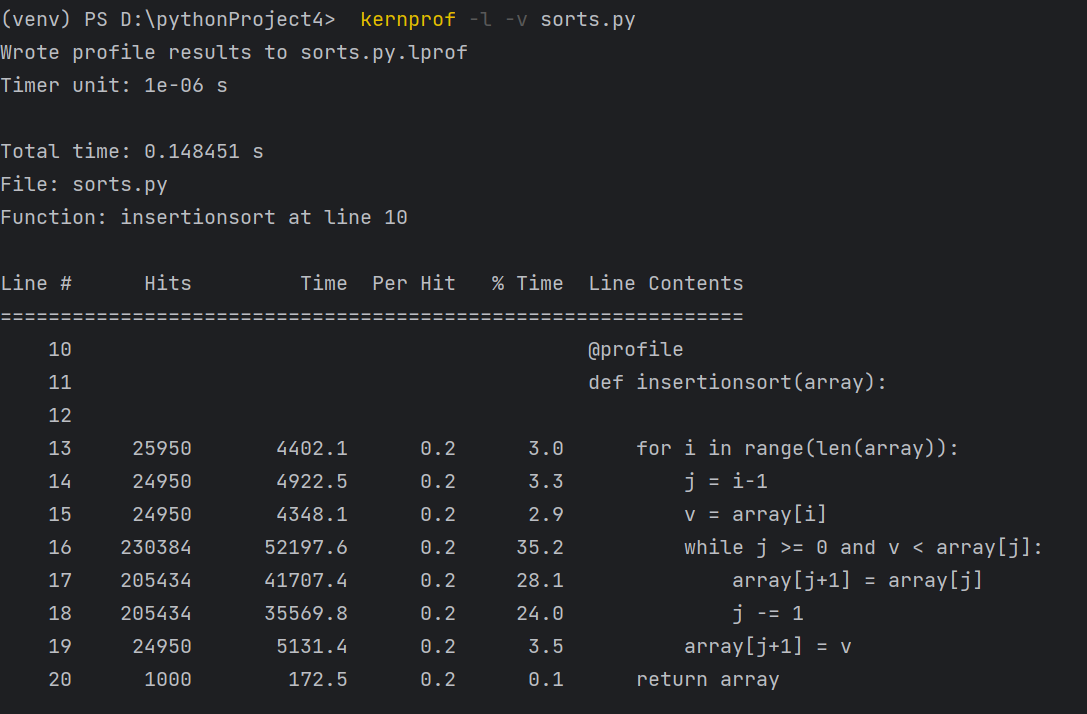 (venv) PS D:\pythonProject4>  kernprof -l -v sorts.py
Wrote profile results to sorts.py.lprof
Timer unit: 1e-06 s

Total time: 0.148451 s
File: sorts.py
Function: insertionsort at line 10

Line #      Hits         Time  Per Hit   % Time  Line Contents
==============================================================
    10                                           @profile
    11                                           def insertionsort(array):
    12
    13     25950       4402.1      0.2      3.0      for i in range(len(array)):
    14     24950       4922.5      0.2      3.3          j = i-1
    15     24950       4348.1      0.2      2.9          v = array[i]
    16    230384      52197.6      0.2     35.2          while j >= 0 and v < array[j]:
    17    205434      41707.4      0.2     28.1              array[j+1] = array[j]
    18    205434      35569.8      0.2     24.0              j -= 1
    19     24950       5131.4      0.2      3.5          array[j+1] = v
    20      1000        172.5      0.2      0.1      return array